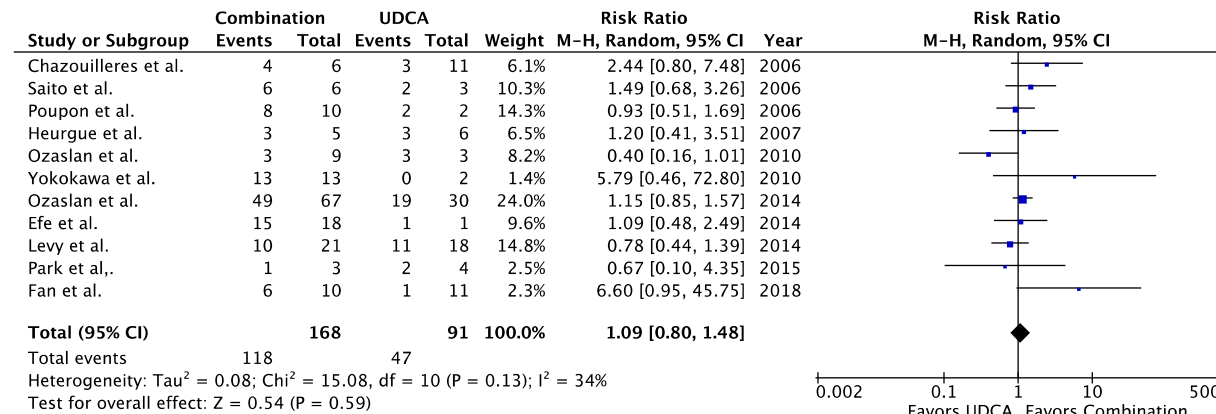 Combination UDCA Risk Ratio Risk Ratio
Study or Subgroup Events Total Events Total Weight M-H, Random, 95% CI Year M-H, Random, 95% CI
Chazouilleres et al. 4 6 3 11 6.1% 2.44 [0.80, 7.48] 2006
Saito et al. 6 6 2 3 10.3% 1.49 [0.68, 3.26] 2006
Poupon et al. 8 10 2 2 14.3% 0.93 [0.51, 1.69] 2006
Heurgue et al. 3 5 3 6 6.5% 1.20 [0.41, 3.51] 2007
Ozaslan et al. 3 9 3 3 8.2% 0.40 [0.16, 1.01] 2010
Yokokawa et al. 13 13 0 2 1.4% 5.79 [0.46, 72.80] 2010
Ozaslan et al. 49 67 19 30 24.0% 1.15 [0.85, 1.57] 2014
Efe et al. 15 18 1 1 9.6% 1.09 [0.48, 2.49] 2014
Levy et al. 10 21 11 18 14.8% 0.78 [0.44, 1.39] 2014
Park et al,. 1 3 2 4 2.5% 0.67 [0.10, 4.35] 2015
Fan et al. 6 10 1 11 2.3% 6.60 [0.95, 45.75] 2018
Total (95% CI) 168 91 100.0% 1.09 [0.80, 1.48]
Total events 118 47
Heterogeneity: Tau² = 0.08; Chi² = 15.08, df = 10 (P = 0.13); I² = 34%
Test for overall effect: Z = 0.54 (P = 0.59)
0.002 0.1 1 10 500
Favors UDCA Favors Combination